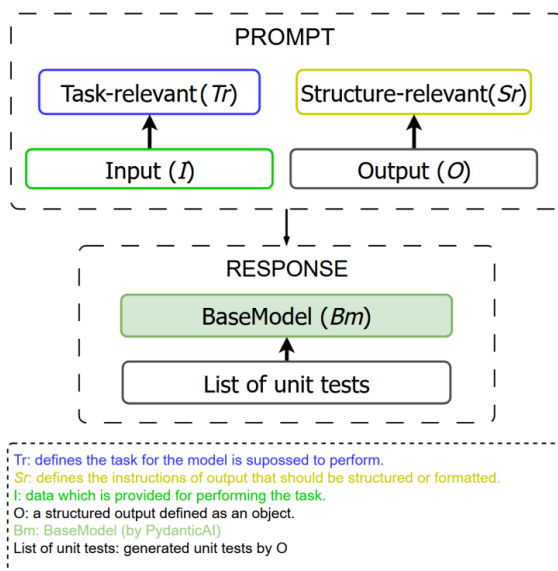 PROMPT
Task-relevant(Tr) Structure-relevant(Sr)
Input (I) Output (O)
RESPONSE
BaseModel (Bm)
List of unit tests
Tr: defines the task for the model is supossed to perform.
Sr: defines the instructions of output that should be structured or formatted.
I: data which is provided for performing the task.
O: a structured output defined as an object.
Bm: BaseModel (by PydanticAI)
List of unit tests: generated unit tests by O